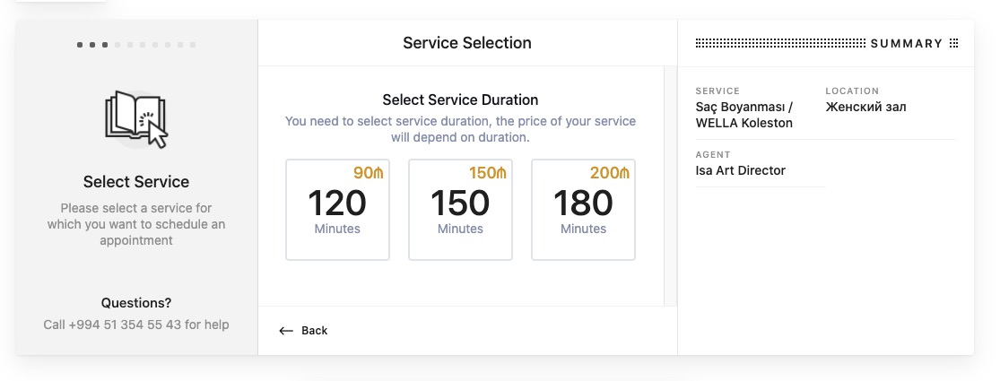 Select Service
Please select a service for
which you want to schedule an
appointment
Questions?
Call +994 51 354 55 43 for help
Service Selection
Select Service Duration
You need to select service duration, the price of your service
will depend on duration.
90₼
120
Minutes
150₼
150
Minutes
200₼
180
Minutes
Back
SUMMARY
SERVICE
Saç Boyanması /
WELLA Koleston
LOCATION
Женский зал
AGENT
Isa Art Director